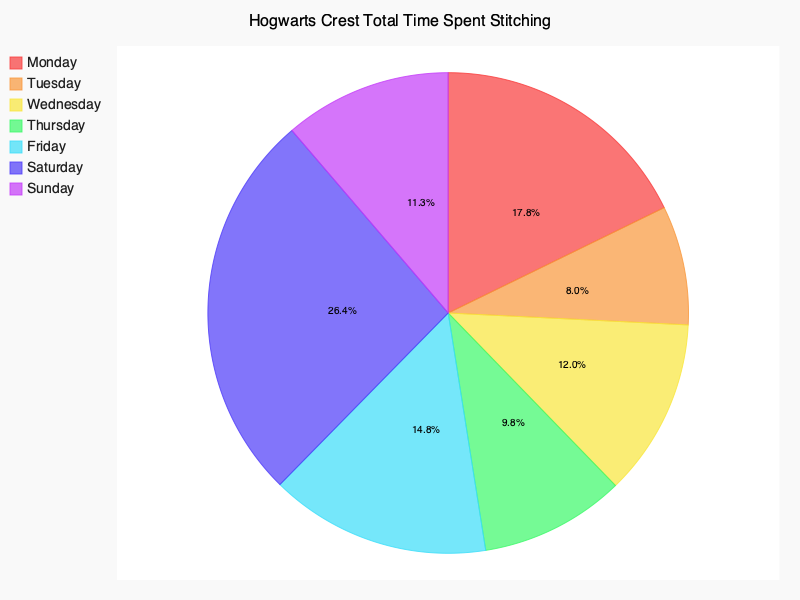 Hogwarts Crest Total Time Spent Stitching
Monday
Tuesday
Wednesday
Thursday
Friday
Saturday
Sunday
11.3%
17.8%
8.0%
26.4%
12.0%
14.8%
9.8%